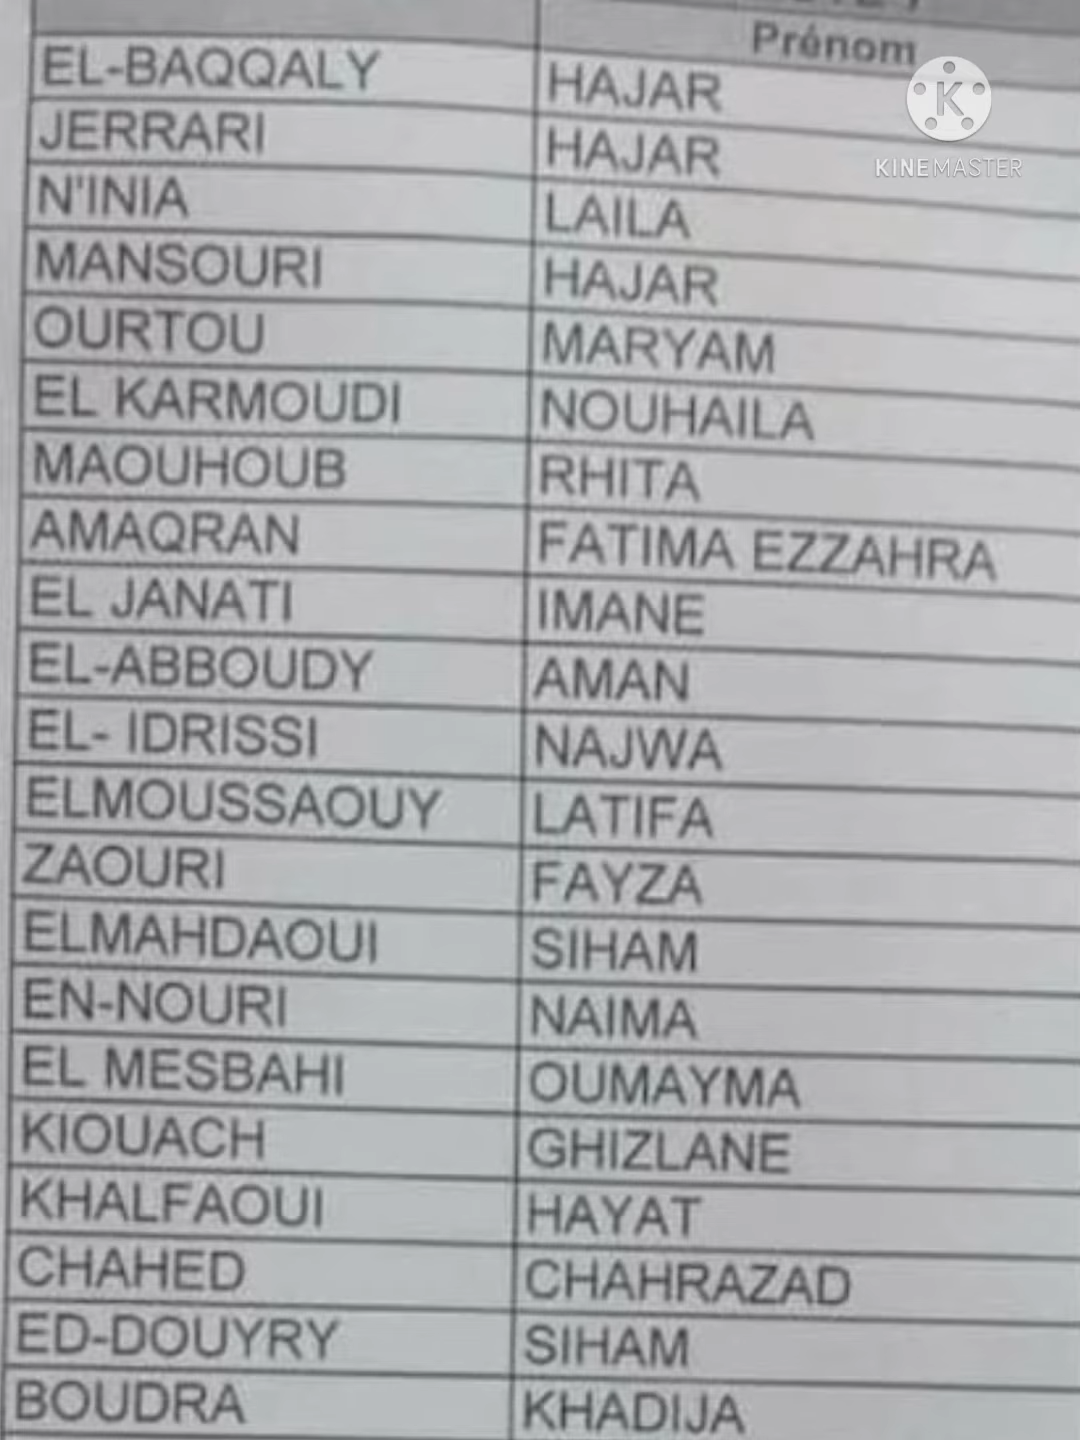 Prénom
EL-BAQQALY HAJAR
JERRARI HAJAR
N'INIA LAILA
MANSOURI HAJAR
OURTOU MARYAM
EL KARMOUDI NOUHAILA
MAOUHOUB RHITA
AMAQRAN FATIMA EZZAHRA
EL JANATI IMANE
EL-ABBOUDY AMAN
EL- IDRISSI NAJWA
ELMOUSSAOUY LATIFA
ZAOURI FAYZA
ELMAHDAOUI SIHAM
EN-NOURI NAIMA
EL MESBAHI OUMAYMA
KIOUACH GHIZLANE
KHALFAOUI HAYAT
CHAHED CHAHRAZAD
ED-DOUYRY SIHAM
BOUDRA KHADIJA
K
KINEMASTER